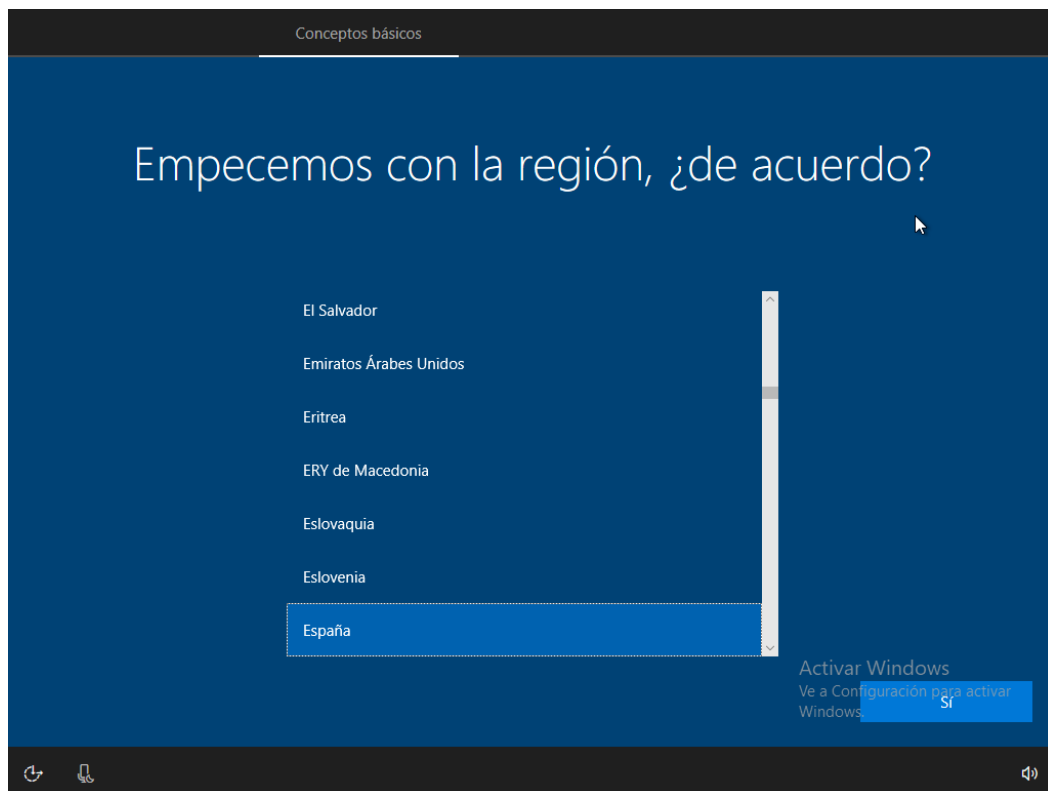 Conceptos básicos
Empecemos con la región, ¿de acuerdo?
El Salvador
Emiratos Árabes Unidos
Eritrea
ERY de Macedonia
Eslovaquia
Eslovenia
España
Activar Windows
Ve a Configuración para activar
Windows.
Sí